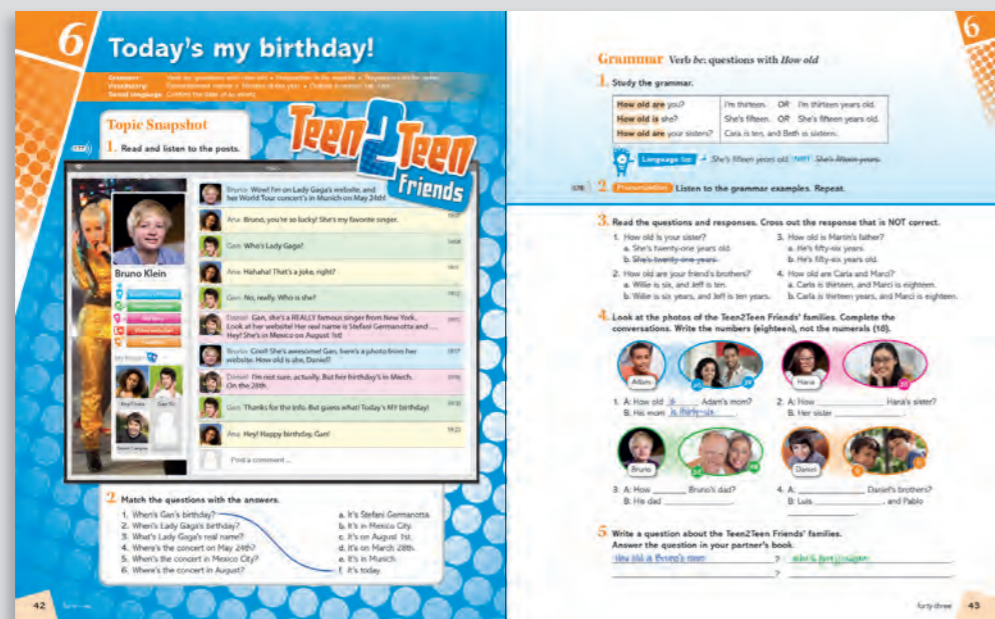 6
Today's my birthday!
Grammar:
Vocabulary:
Social language:
Topic Snapshot
1. Read and listen to the posts.
Teen2Teen
Friends
Bruno Klein
Bruno: Wow! I'm on Lady Gaga's website, and
her World Tour concert's in Munich on May 24th!
Ana: Bruno, you're so lucky! She's my favorite singer.
Gan: Who's Lady Gaga?
Ana: Hahaha! That's a joke, right?
Gan: No, really. Who is she?
Daniel: Gan, she's a REALLY famous singer from New York.
Look at her website! Her real name is Stefani Germanotta and ...
Hey! She's in Mexico on August 1st!
Bruno: Cool! She's awesome! Gan, here's a photo from her
website. How old is she, Daniel?
Daniel: I'm not sure, actually. But her birthday's in March.
On the 28th.
Gan: Thanks for the info. But guess what! Today's MY birthday!
Ana: Hey! Happy birthday, Gan!
Post a comment ...
2. Match the questions with the answers.
1. When's Gan's birthday?
2. When's Lady Gaga's birthday?
3. What's Lady Gaga's real name?
4. Where's the concert on May 24th?
5. When's the concert in Mexico City?
6. Where's the concert in August?
a. It's Stefani Germanotta.
b. It's in Mexico City.
c. It's on August 1st.
d. It's on March 28th.
e. It's in Munich.
f. It's today.
42
6
Grammar Verb be: questions with How old
1. Study the grammar.
How old are you? I'm thirteen. OR I'm thirteen years old.
How old is she? She's fifteen. OR She's fifteen years old.
How old are your sisters? Cara is ten, and Beth is sixteen.
Language tip She's fifteen years old. NOT She's fifteen years.
2. Pronunciation Listen to the grammar examples. Repeat.
3. Read the questions and responses. Cross out the response that is NOT correct.
1. How old is your sister?
a. She's twenty-one years old.
b. She's twenty-one years.
2. How old are your friend's brothers?
a. Willie is six, and Jeff is ten.
b. Willie is six years, and Jeff is ten years.
3. How old is Martin's father?
a. He's fifty-six years.
b. He's fifty-six years old.
4. How old are Carla and Marci?
a. Carla is thirteen, and Marci is eighteen.
b. Carla is thirteen years, and Marci is eighteen.
4. Look at the photos of the Teen2Teen Friends' families. Complete the
conversations. Write the numbers (eighteen), not the numerals (18).
Adam
Hana
1. A: How old is Adam's mom?
B: His mom is thirty-six.
2. A: How Hana's sister?
B: Her sister .
Bruno
Daniel
3. A: How Bruno's dad?
B: His dad .
4. A: Daniel's brothers?
B: Luis , and Pablo
.
5. Write a question about the Teen2Teen Friends' families.
Answer the question in your partner's book.
How old is Bruno's mom ?
?
forty-three 43